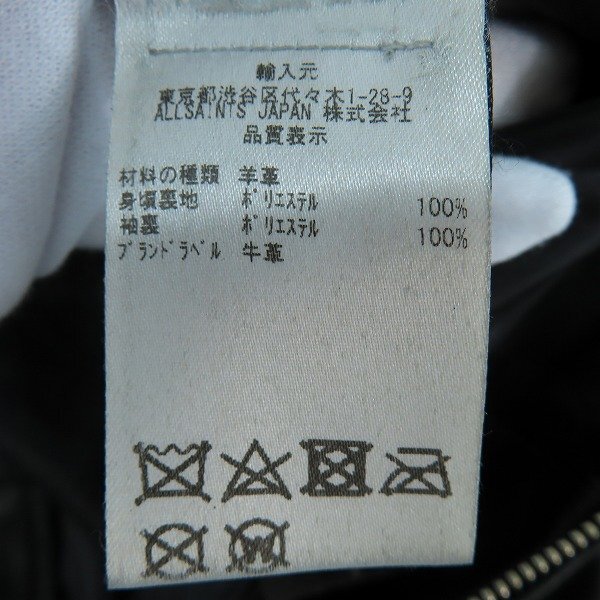 輸入元
東京都渋谷区代々木1-28-9
ALLSAINTS JAPAN 株式会社
品質表示
材料の種類 羊革
身頃裏地 ポリエステル 100%
袖裏 ポリエステル 100%
ブランドラベル 牛革
W